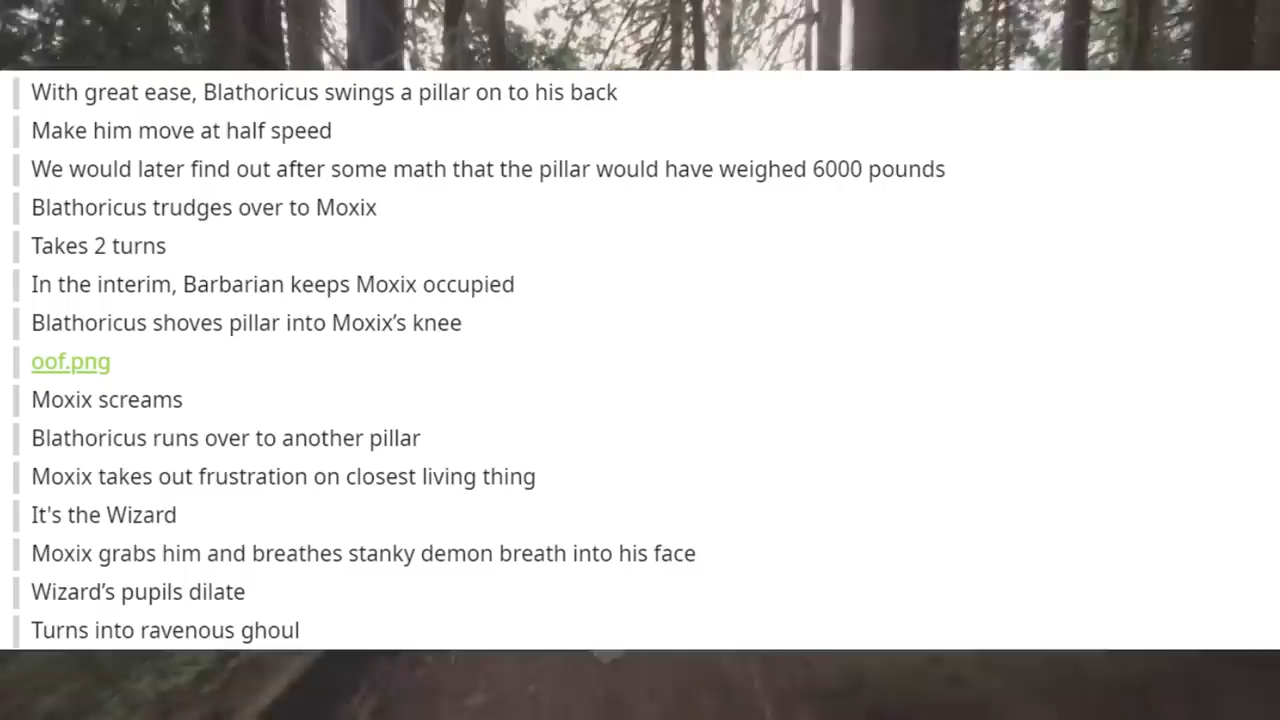 With great ease, Blathoricus swings a pillar on to his back
Make him move at half speed
We would later find out after some math that the pillar would have weighed 6000 pounds
Blathoricus trudges over to Moxix
Takes 2 turns
In the interim, Barbarian keeps Moxix occupied
Blathoricus shoves pillar into Moxix’s knee
oof.png
Moxix screams
Blathoricus runs over to another pillar
Moxix takes out frustration on closest living thing
It's the Wizard
Moxix grabs him and breathes stanky demon breath into his face
Wizard’s pupils dilate
Turns into ravenous ghoul